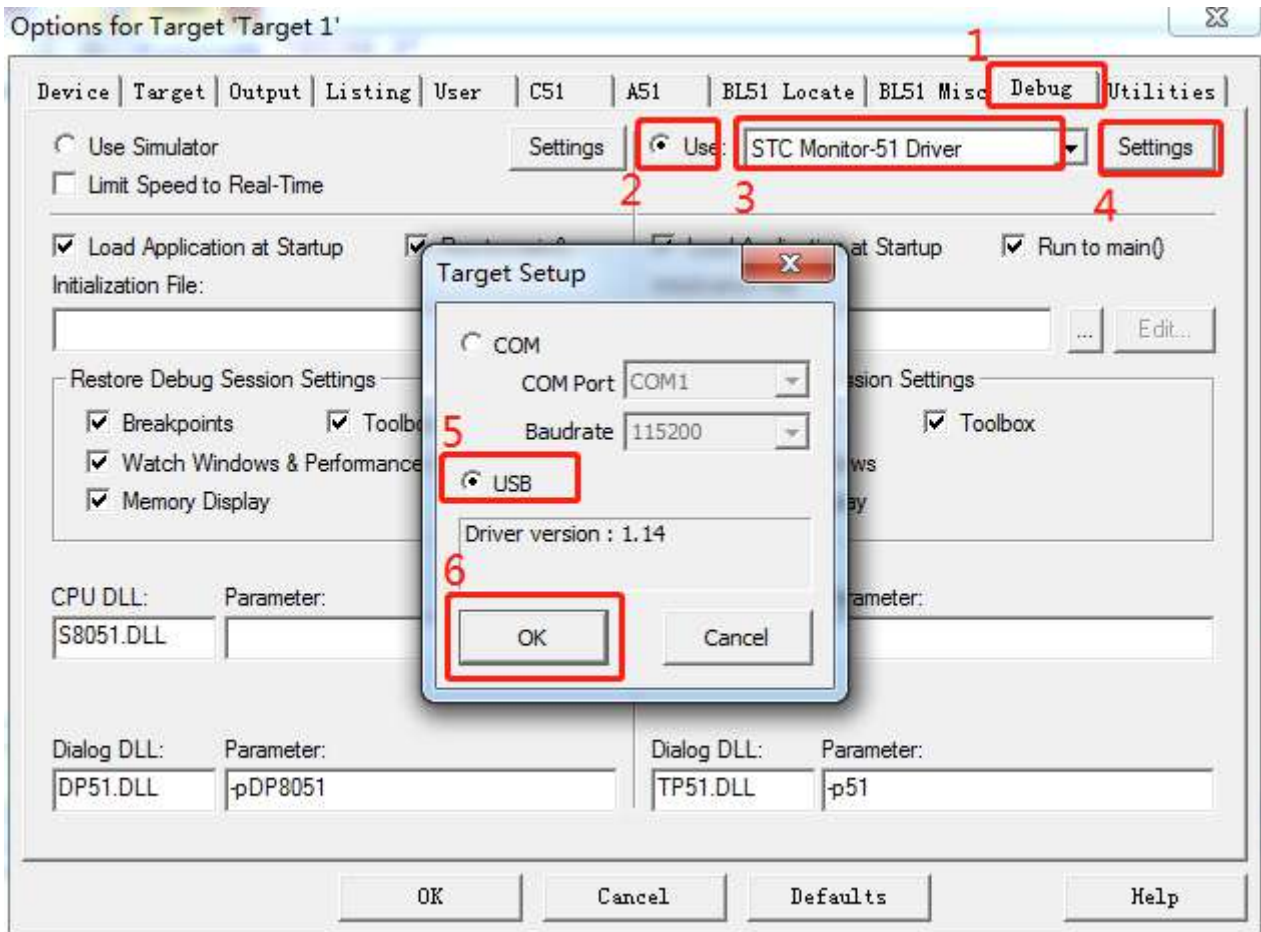 Options for Target 'Target 1'
1
Device Target Output Listing User C51 A51 BL51 Locate BL51 Misc Debug Utilities
Use Simulator Settings Use: STC Monitor-51 Driver Settings
Limit Speed to Real-Time
2 3 4
Load Application at Startup at Startup Run to main()
Target Setup
Initialization File:
COM
... Edit...
COM Port COM1
Restore Debug Session Settings Settings
Baudrate 115200
Breakpoints Toolbox
5
USB
Watch Windows & Performance
Memory Display
Driver version : 1.14
6
CPU DLL: Parameter:
S8051.DLL
OK Cancel
Dialog DLL: Parameter: Dialog DLL: Parameter:
DP51.DLL -pDP8051 TP51.DLL -p51
OK Cancel Defaults Help